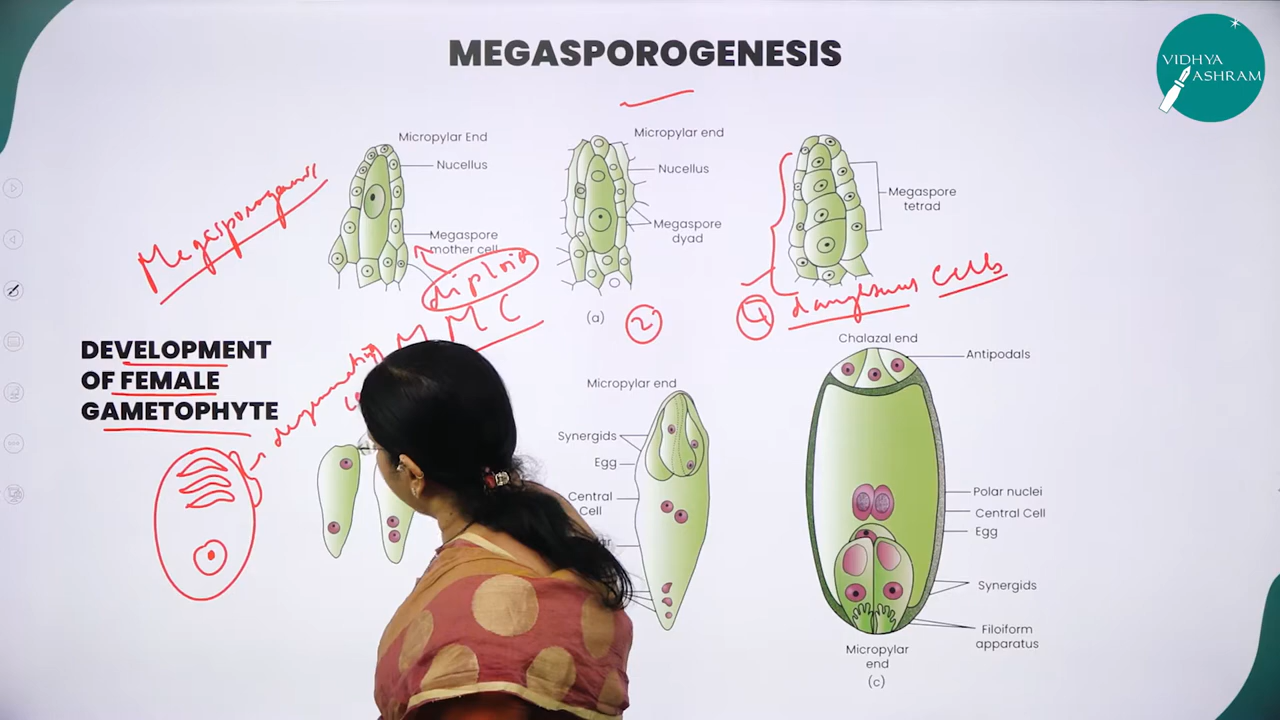 MEGASPOROGENESIS
VIDHYA
ASHRAM
Micropylar End
Nucellus
Megaspore
mother cell
Micropylar end
Nucellus
Megaspore
dyad
Megaspore
tetrad
Megasporogenesis
diploid
M M C
(a)
2
4
dangerous cells
DEVELOPMENT
OF FEMALE
GAMETOPHYTE
degenerating
Micropylar end
Synergids
Egg
Central
Cell
Chalazal end
Antipodals
Polar nuclei
Central Cell
Egg
Synergids
Filoiform
apparatus
Micropylar
end
(c)